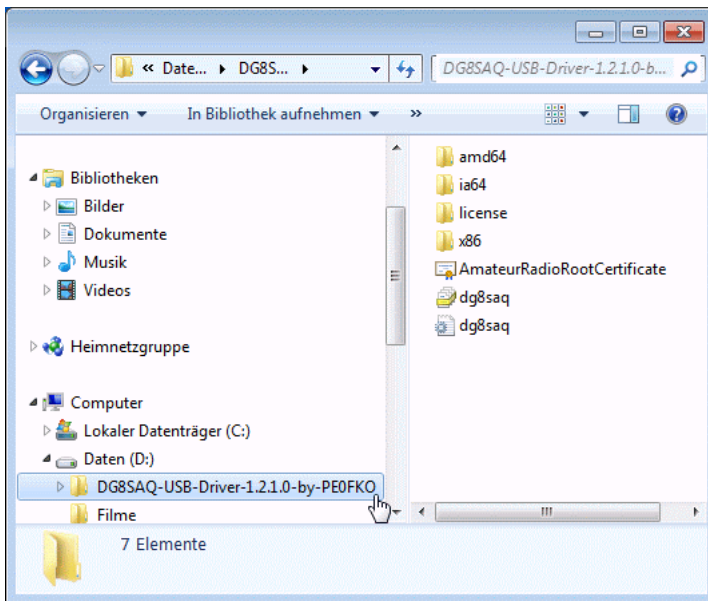 « Date... ▸ DG8S... ▸
DG8SAQ-USB-Driver-1.2.1.0-b...
Organisieren
In Bibliothek aufnehmen
»
Bibliotheken
Bilder
Dokumente
Musik
Videos
Heimnetzgruppe
Computer
Lokaler Datenträger (C:)
Daten (D:)
DG8SAQ-USB-Driver-1.2.1.0-by-PE0FKO
Filme
amd64
ia64
license
x86
AmateurRadioRootCertificate
dg8saq
dg8saq
7 Elemente